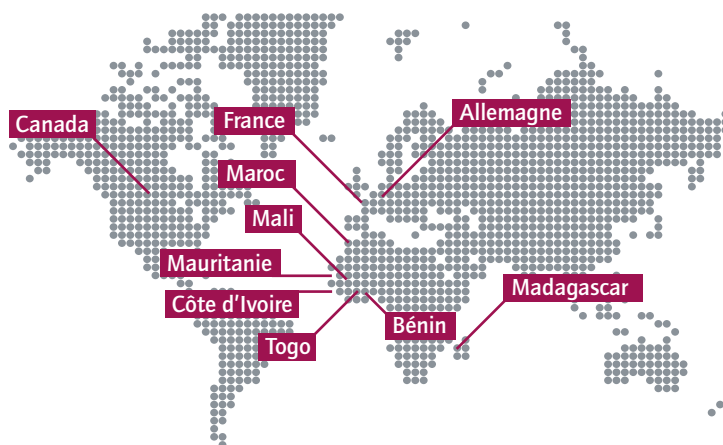 Allemagne
France
Canada
Maroc
Mali
Mauritanie
Madagascar
Côte d'Ivoire
Bénin
Togo